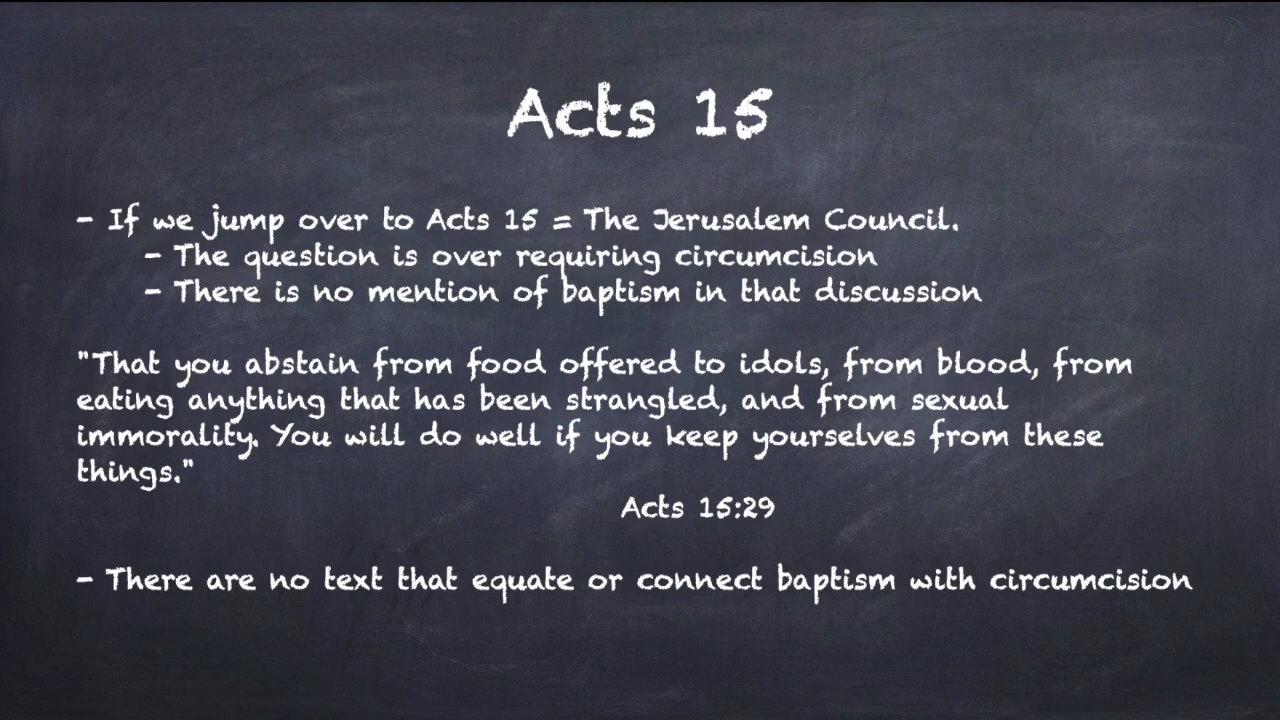 Acts 15
- If we jump over to Acts 15 = The Jerusalem Council.
- The question is over requiring circumcision
- There is no mention of baptism in that discussion
"That you abstain from food offered to idols, from blood, from
eating anything that has been strangled, and from sexual
immorality. You will do well if you keep yourselves from these
things."
Acts 15:29
- There are no text that equate or connect baptism with circumcision